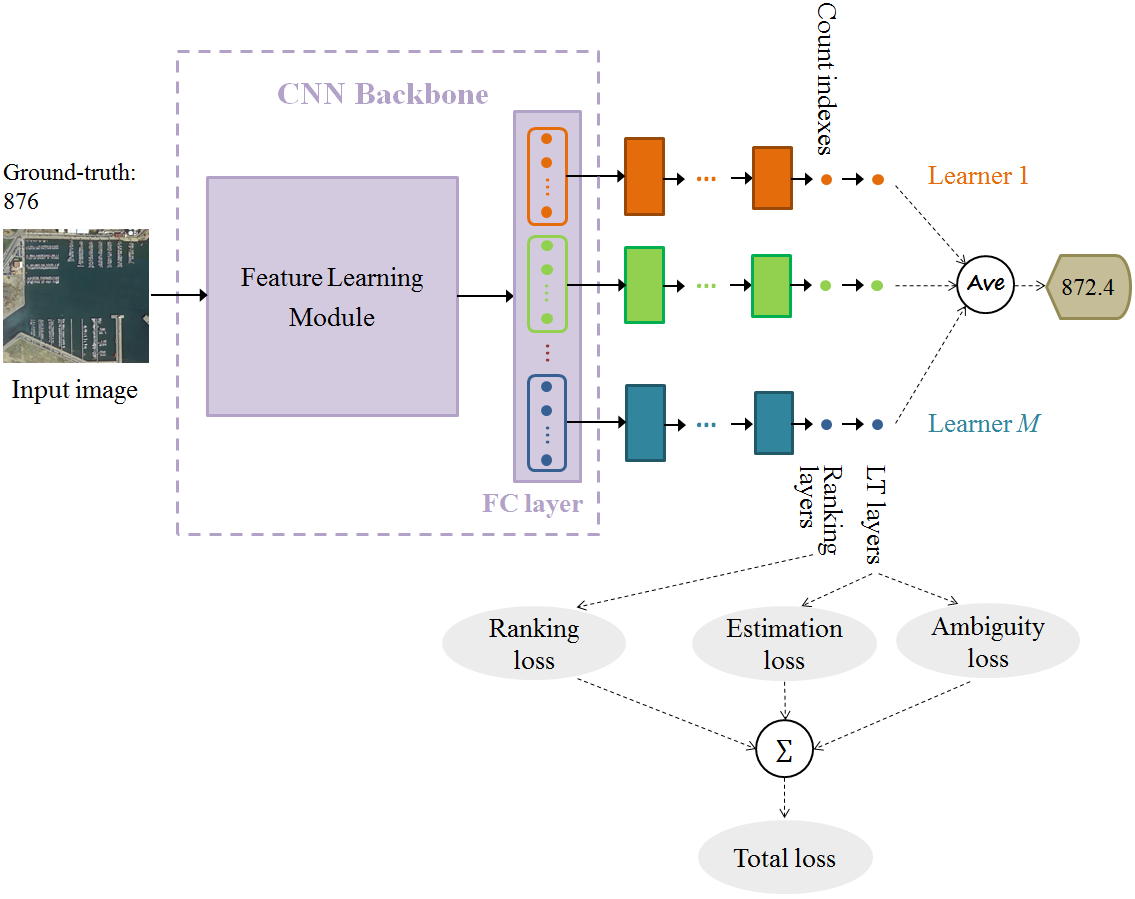 Count indexes
CNN Backbone
Ground-truth:
876
Learner 1
Feature Learning
Module
Ave
872.4
Input image
Learner M
FC layer
Ranking
layers
LT layers
Ranking
loss
Estimation
loss
Ambiguity
loss
Σ
Total loss